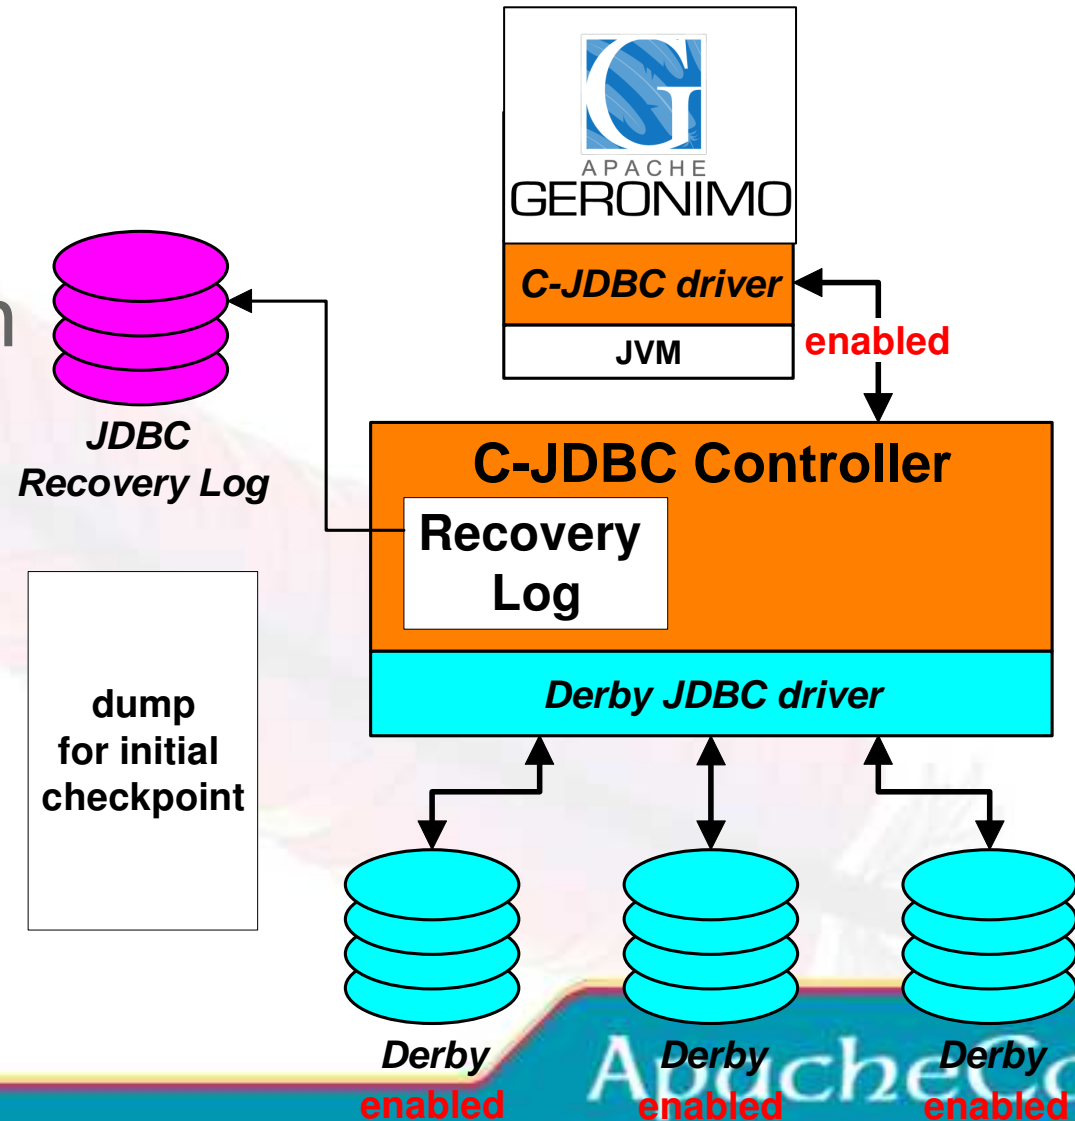 G
APACHE
GERONIMO
C-JDBC driver
JVM
enabled
n
JDBC
Recovery Log
C-JDBC Controller
Recovery
Log
Derby JDBC driver
dump
for initial
checkpoint
Derby
enabled
Derby
enabled
Derby
enabled
ApacheCo